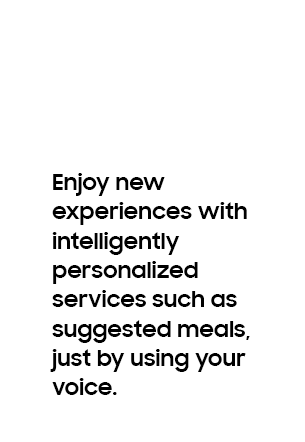 Enjoy new
experiences with
intelligently
personalized
services such as
suggested meals,
just by using your
voice.